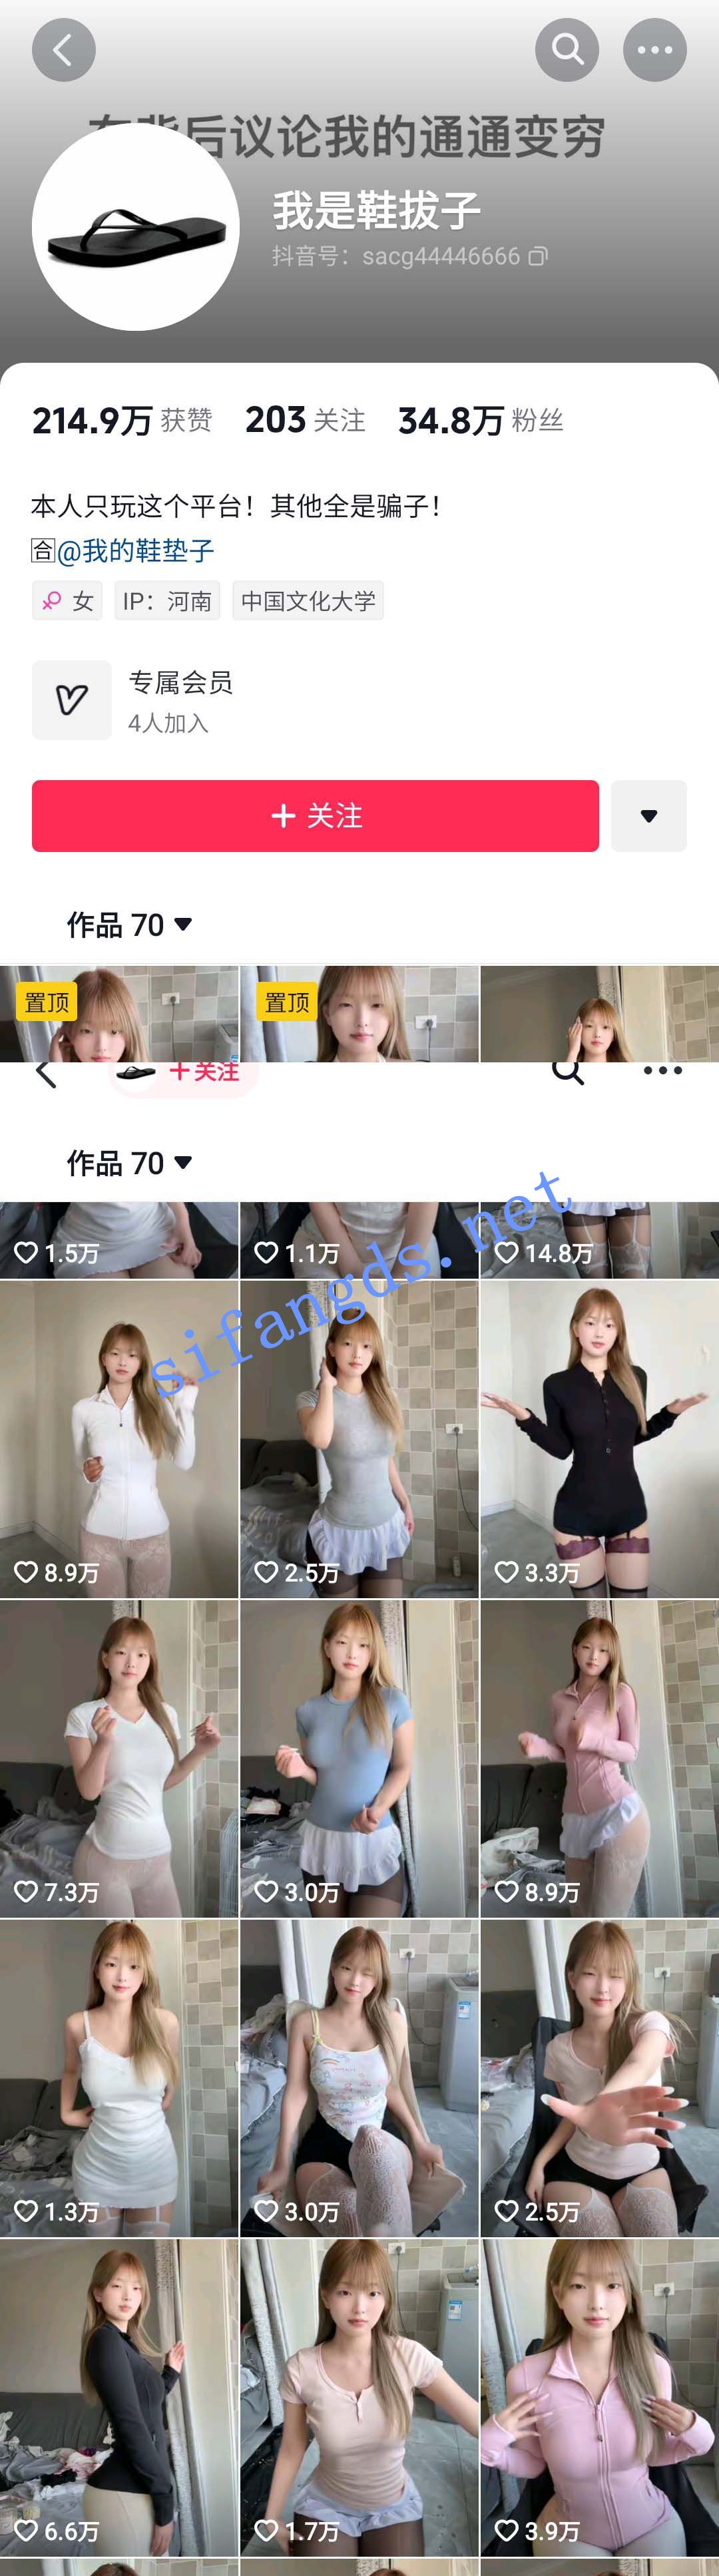 在背后议论我的通通变穷
我是鞋拔子
抖音号：sacg44446666
214.9万 获赞 203 关注 34.8万 粉丝
本人只玩这个平台！其他全是骗子！
合@我的鞋垫子
女 IP：河南 中国文化大学
专属会员
4人加入
+ 关注
作品 70
置顶 置顶
+关注
作品 70
1.5万 1.1万 14.8万
sifangds.net
8.9万 2.5万 3.3万
7.3万 3.0万 8.9万
1.3万 3.0万 2.5万
6.6万 1.7万 3.9万